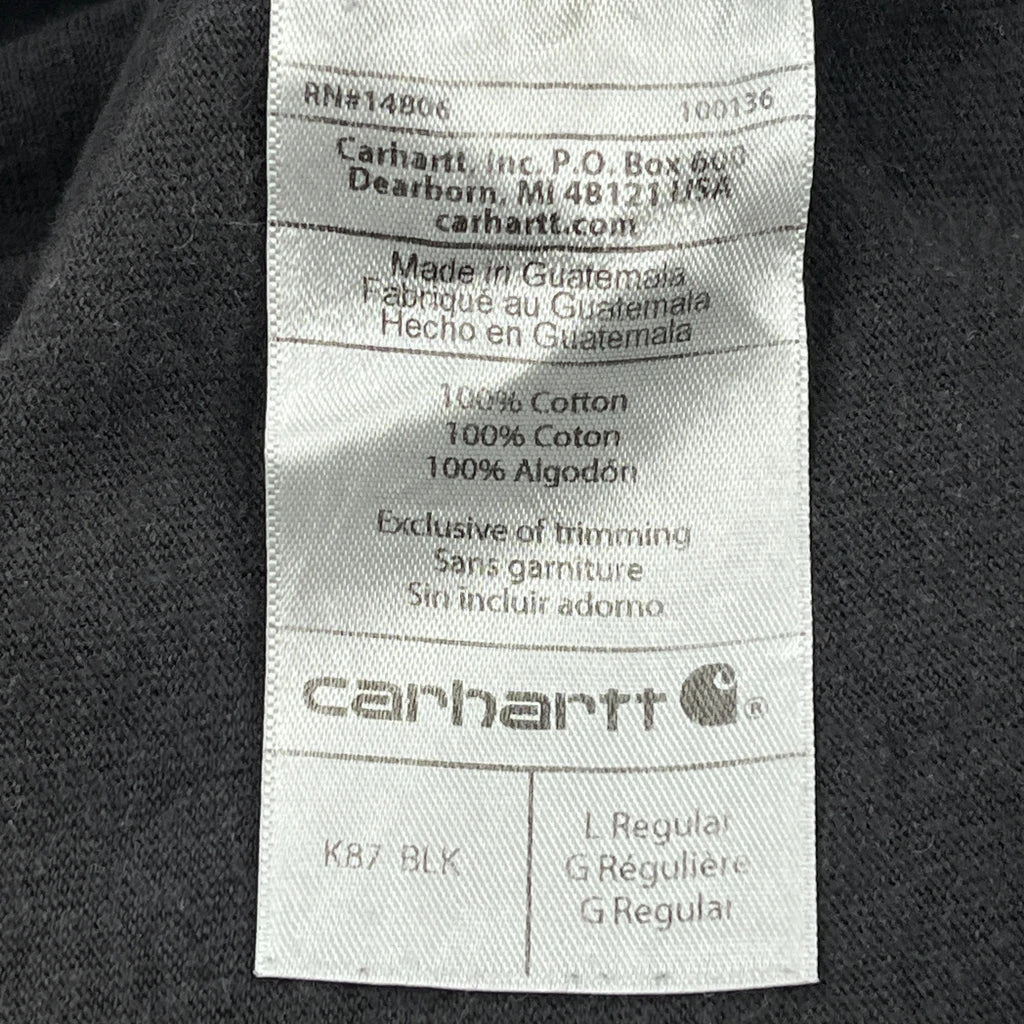 RN#14806 100136
Carhartt, Inc. P.O. Box 600
Dearborn, MI 48121 USA
carhartt.com
Made in Guatemala
Fabriqué au Guatemala
Hecho en Guatemala
100% Cotton
100% Coton
100% Algodón
Exclusive of trimming
Sans garniture
Sin incluir adorno
carhartt ®
K87 BLK
L Regular
G Régulière
G Regular